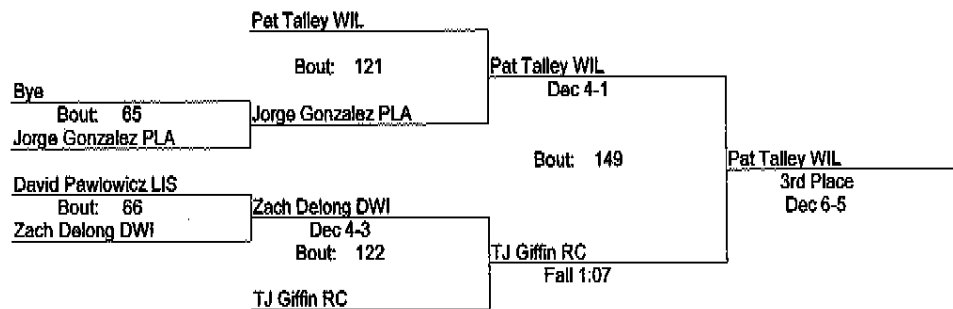 Pat Talley WIL
Bout: 121
Pat Talley WIL
Dec 4-1
Bye
Bout: 65
Jorge Gonzalez PLA
Jorge Gonzalez PLA
Bout: 149
Pat Talley WIL
3rd Place
Dec 6-5
David Pawlowicz LIS
Bout: 66
Zach Delong DWI
Zach Delong DWI
Dec 4-3
Bout: 122
TJ Giffin RC
Fall 1:07
TJ Giffin RC